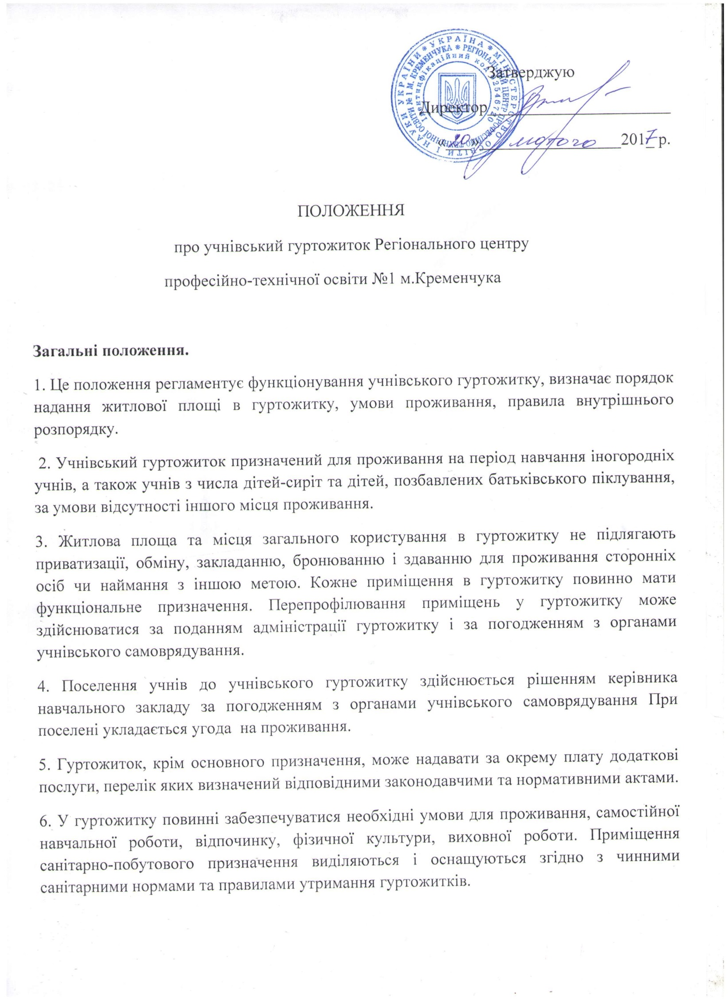 * УКРАЇНА * МІНІСТЕРСТВО ОСВІТИ І НАУКИ УКРАЇНИ
* РЕГІОНАЛЬНИЙ ЦЕНТР ПРОФЕСІЙНО ТЕХНІЧНОЇ ОСВІТИ №1 М. КРЕМЕНЧУКА
Ідентифікаційний код 02546720
Затверджую
Директор
«20» лютого 2017 р.
ПОЛОЖЕННЯ
про учнівський гуртожиток Регіонального центру
професійно-технічної освіти №1 м.Кременчука
Загальні положення.
1. Це положення регламентує функціонування учнівського гуртожитку, визначає порядок
надання житлової площі в гуртожитку, умови проживання, правила внутрішнього
розпорядку.
2. Учнівський гуртожиток призначений для проживання на період навчання іногородніх
учнів, а також учнів з числа дітей-сиріт та дітей, позбавлених батьківського піклування,
за умови відсутності іншого місця проживання.
3. Житлова площа та місця загального користування в гуртожитку не підлягають
приватизації, обміну, закладанню, бронюванню і здаванню для проживання сторонніх
осіб чи наймання з іншою метою. Кожне приміщення в гуртожитку повинно мати
функціональне призначення. Перепрофілювання приміщень у гуртожитку може
здійснюватися за поданням адміністрації гуртожитку і за погодженням з органами
учнівського самоврядування.
4. Поселення учнів до учнівського гуртожитку здійснюється рішенням керівника
навчального закладу за погодженням з органами учнівського самоврядування При
поселені укладається угода на проживання.
5. Гуртожиток, крім основного призначення, може надавати за окрему плату додаткові
послуги, перелік яких визначений відповідними законодавчими та нормативними актами.
6. У гуртожитку повинні забезпечуватися необхідні умови для проживання, самостійної
навчальної роботи, відпочинку, фізичної культури, виховної роботи. Приміщення
санітарно-побутового призначення виділяються і оснащуються згідно з чинними
санітарними нормами та правилами утримання гуртожитків.